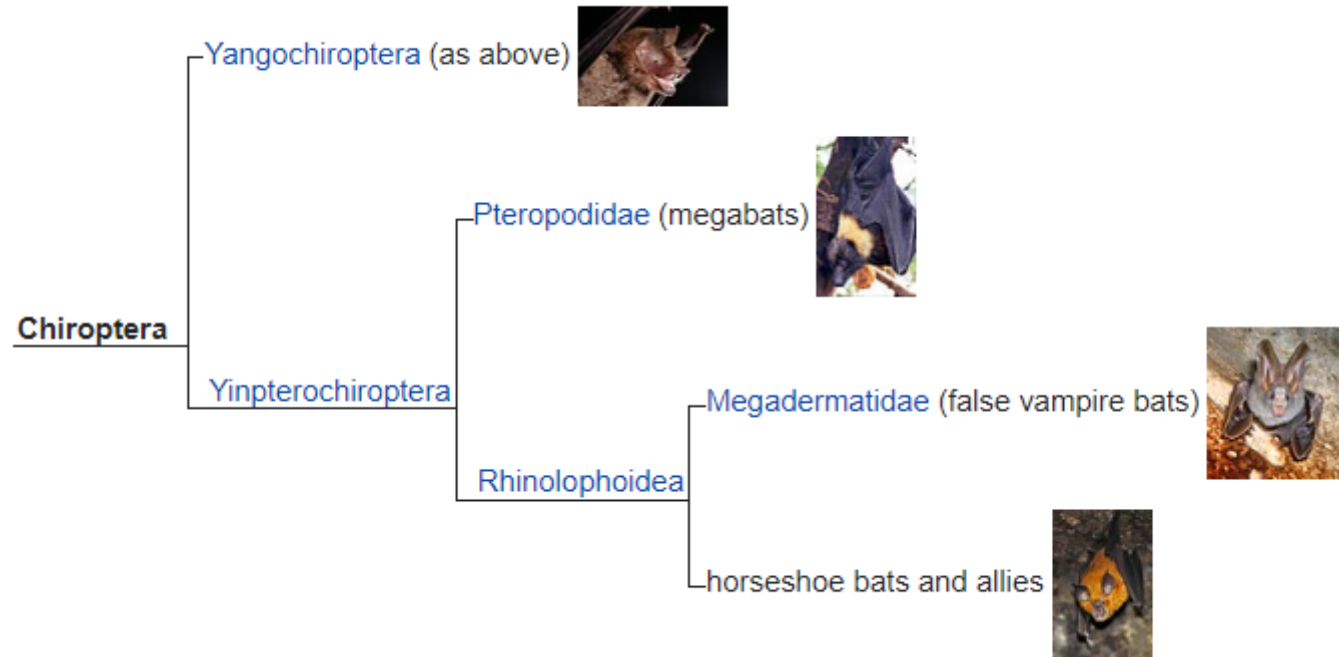 Yangochiroptera (as above)
Pteropodidae (megabats)
Chiroptera
Yinpterochiroptera
Megadermatidae (false vampire bats)
Rhinolophoidea
horseshoe bats and allies